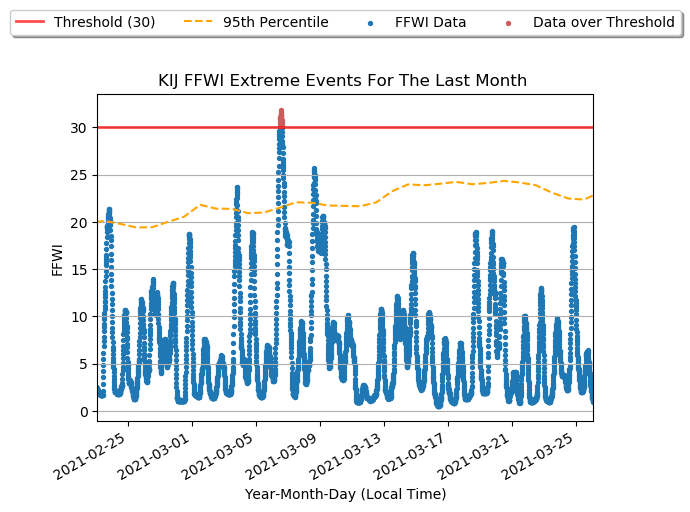 Threshold (30) 95th Percentile FFWI Data Data over Threshold
KIJ FFWI Extreme Events For The Last Month
30
25
20
15
10
5
0
FFWI
2021-02-25 2021-03-01 2021-03-05 2021-03-09 2021-03-13 2021-03-17 2021-03-21 2021-03-25
Year-Month-Day (Local Time)